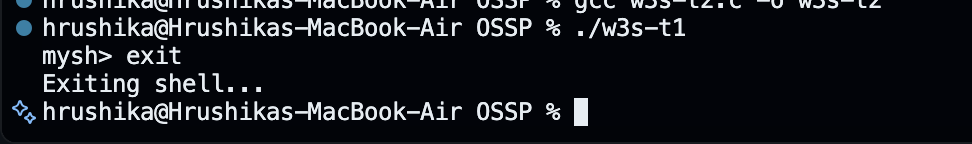 hrushika@Hrushikas-MacBook-Air OSSP % gcc w3s-t2.c -o w3s-t2
hrushika@Hrushikas-MacBook-Air OSSP % ./w3s-t1
mysh> exit
Exiting shell...
hrushika@Hrushikas-MacBook-Air OSSP %